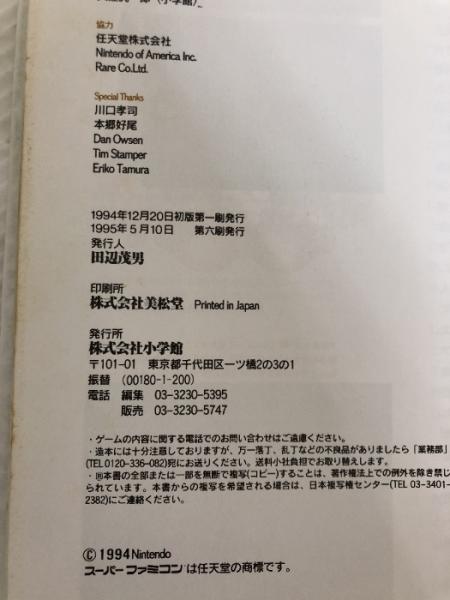 (小学館)
協力
任天堂株式会社
Nintendo of America Inc.
Rare Co.Ltd.
Special Thanks
川口孝司
本郷好尾
Dan Owsen
Tim Stamper
Eriko Tamura
1994年12月20日初版第一刷発行
1995年5月10日 第六刷発行
発行人
田辺茂男
印刷所
株式会社美松堂 Printed in Japan
発行所
株式会社小学館
〒101-01 東京都千代田区一ツ橋2の3の1
振替 (00180-1-200)
電話 編集 03-3230-5395
販売 03-3230-5747
・ゲームの内容に関する電話でのお問い合わせはご遠慮ください。
・造本には十分注意しておりますが、万一落丁、乱丁などの不良品がありましたら「業務部」
(TEL 0120-336-082)宛にお送りください。送料小社負担でお取り替えします。
・Ⓡ本書の全部または一部を無断で複写(コピー)することは、著作権法上での例外を除き禁じ
られています。本書からの複写を希望される場合は、日本複写権センター(TEL 03-3401-
2382)にご連絡ください。
© 1994 Nintendo
スーパーファミコンは任天堂の商標です。